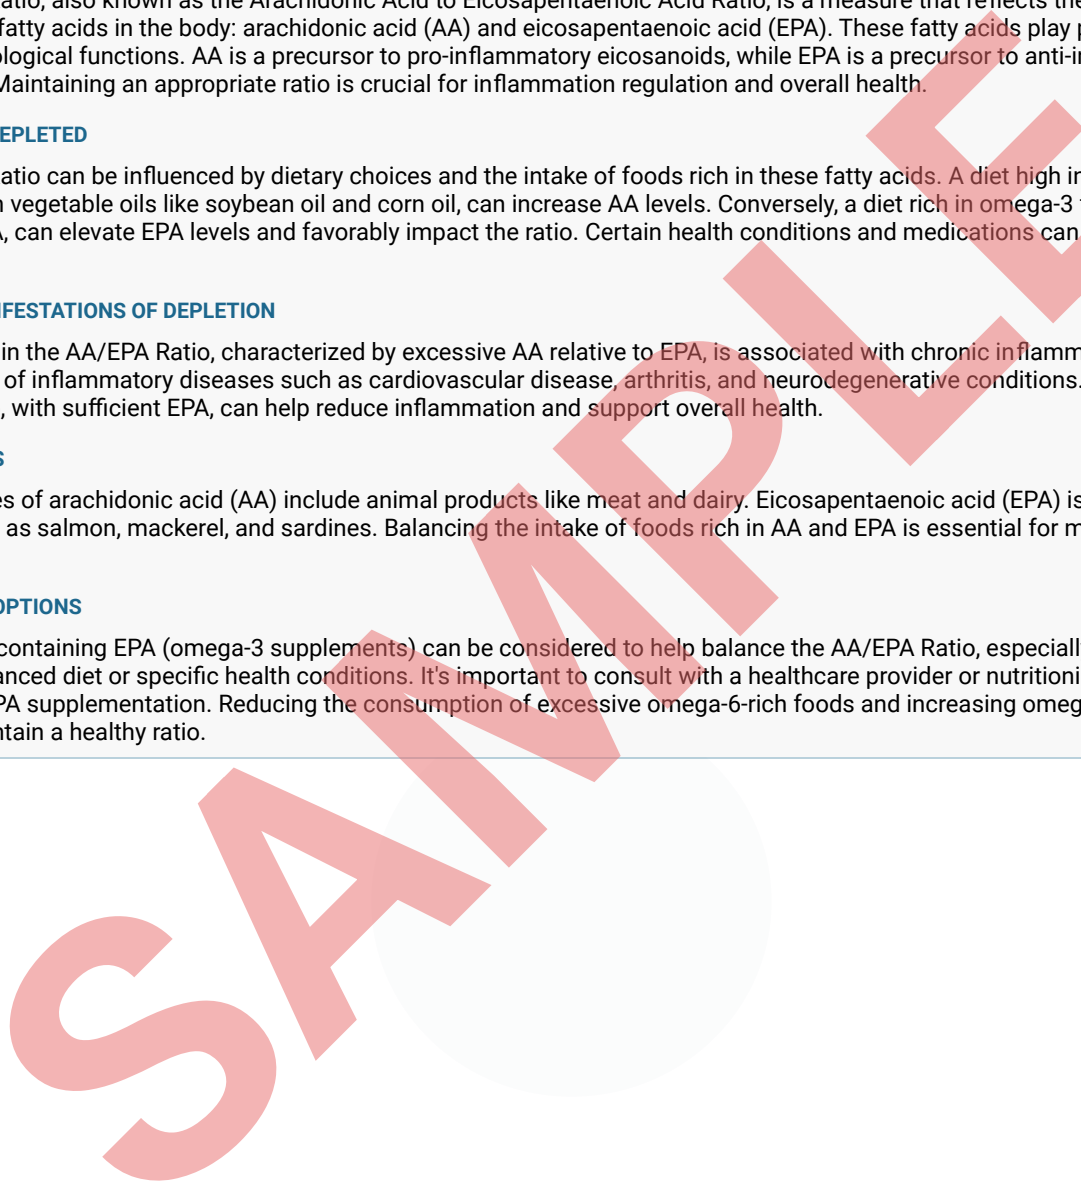 atio, also known as the Arachidonic Acid to Eicosapentaenoic Acid Ratio, is a measure that reflects the
fatty acids in the body: arachidonic acid (AA) and eicosapentaenoic acid (EPA). These fatty acids play p
ological functions. AA is a precursor to pro-inflammatory eicosanoids, while EPA is a precursor to anti-in
Maintaining an appropriate ratio is crucial for inflammation regulation and overall health.
EPLETED
atio can be influenced by dietary choices and the intake of foods rich in these fatty acids. A diet high in
vegetable oils like soybean oil and corn oil, can increase AA levels. Conversely, a diet rich in omega-3
A, can elevate EPA levels and favorably impact the ratio. Certain health conditions and medications can
IFESTATIONS OF DEPLETION
in the AA/EPA Ratio, characterized by excessive AA relative to EPA, is associated with chronic inflamm
of inflammatory diseases such as cardiovascular disease, arthritis, and neurodegenerative conditions.
, with sufficient EPA, can help reduce inflammation and support overall health.
S
es of arachidonic acid (AA) include animal products like meat and dairy. Eicosapentaenoic acid (EPA) is
as salmon, mackerel, and sardines. Balancing the intake of foods rich in AA and EPA is essential for m
OPTIONS
containing EPA (omega-3 supplements) can be considered to help balance the AA/EPA Ratio, especially
anced diet or specific health conditions. It's important to consult with a healthcare provider or nutritioni
PA supplementation. Reducing the consumption of excessive omega-6-rich foods and increasing omeg
ntain a healthy ratio.
SAMPLE